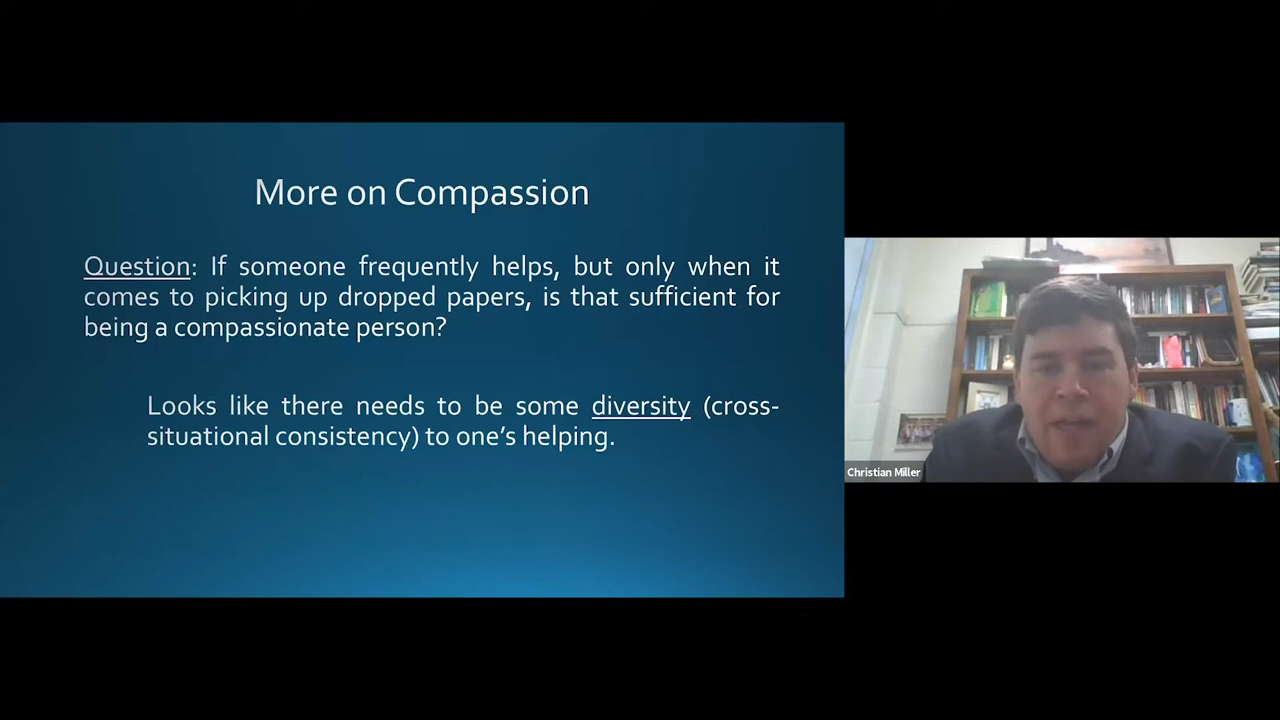 More on Compassion
Question: If someone frequently helps, but only when it
comes to picking up dropped papers, is that sufficient for
being a compassionate person?
Looks like there needs to be some diversity (cross-
situational consistency) to one’s helping.
Christian Miller